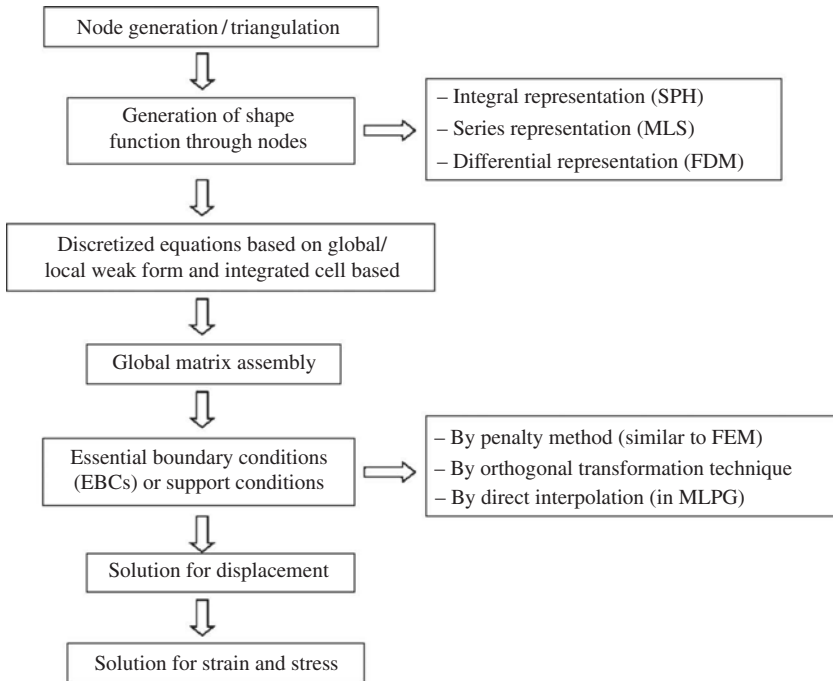 Node generation / triangulation
Generation of shape
function through nodes
– Integral representation (SPH)
– Series representation (MLS)
– Differential representation (FDM)
Discretized equations based on global/
local weak form and integrated cell based
Global matrix assembly
Essential boundary conditions
(EBCs) or support conditions
– By penalty method (similar to FEM)
– By orthogonal transformation technique
– By direct interpolation (in MLPG)
Solution for displacement
Solution for strain and stress